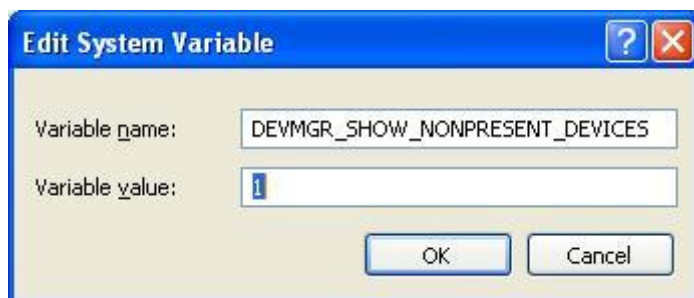 Edit System Variable
Variable name: DEVMGR_SHOW_NONPRESENT_DEVICES
Variable value: 1
OK Cancel